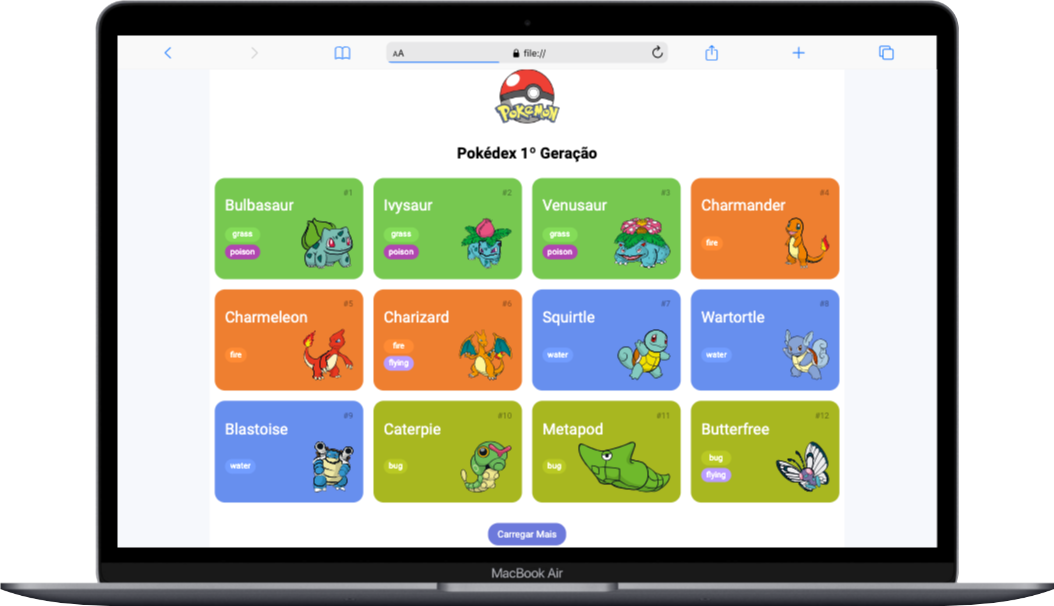 AA
file://
Pokémon
Pokédex 1º Geração
#1
Bulbasaur
grass
poison
#2
Ivysaur
grass
poison
#3
Venusaur
grass
poison
#4
Charmander
fire
#5
Charmeleon
fire
#6
Charizard
fire
flying
#7
Squirtle
water
#8
Wartortle
water
#9
Blastoise
water
#10
Caterpie
bug
#11
Metapod
bug
#12
Butterfree
bug
flying
Carregar Mais
MacBook Air